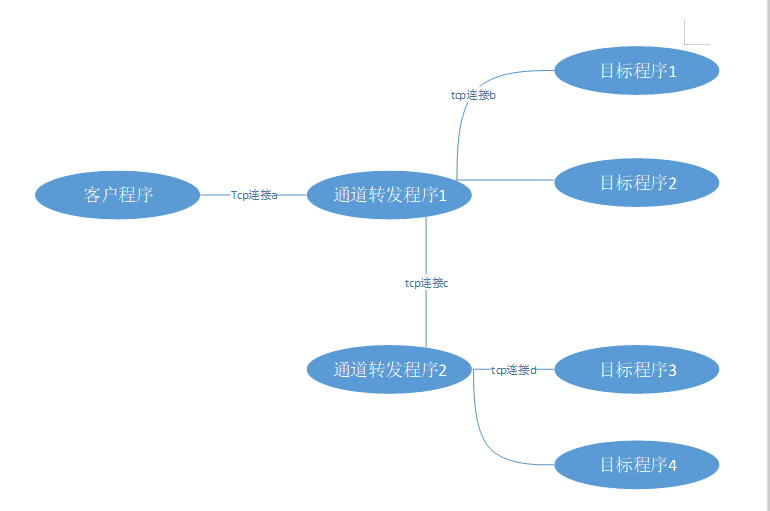 目标程序1
tcp连接b
目标程序2
客户程序
Tcp连接a
通道转发程序1
tcp连接c
通道转发程序2
tcp连接d
目标程序3
目标程序4